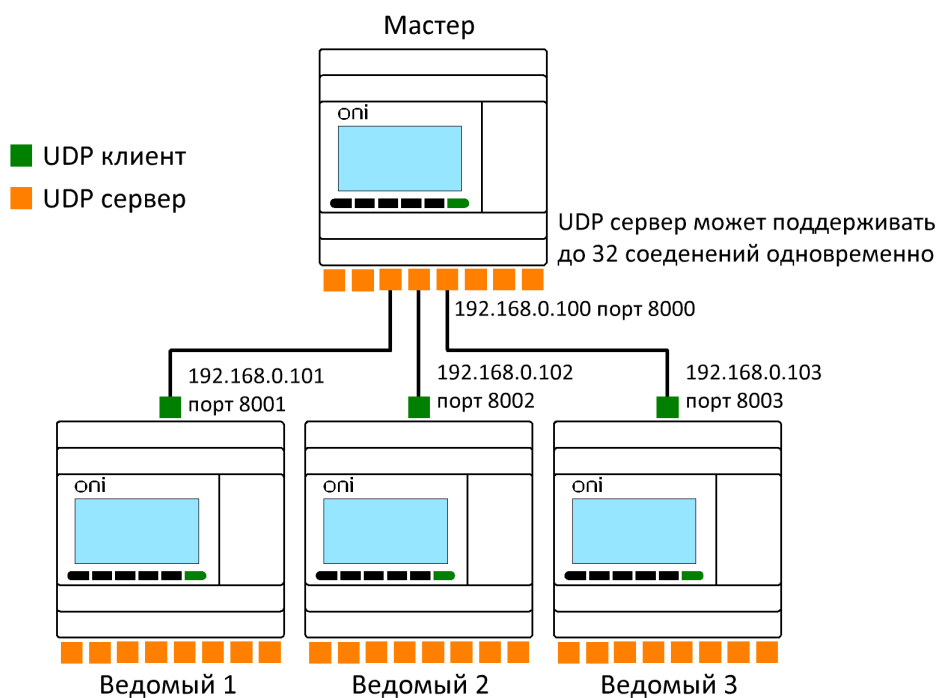 Мастер
oni
UDP клиент
UDP сервер
UDP сервер может поддерживать
до 32 соеденений одновременно
192.168.0.100 порт 8000
192.168.0.101
порт 8001
192.168.0.102
порт 8002
192.168.0.103
порт 8003
oni
oni
oni
Ведомый 1
Ведомый 2
Ведомый 3